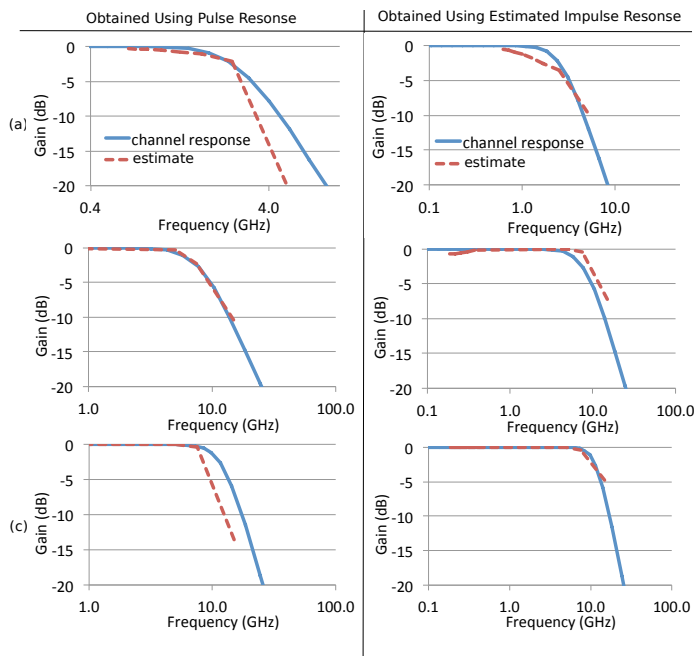 Obtained Using Pulse Resonse
Obtained Using Estimated Impulse Response
(a)
Gain (dB)
0
-5
-10
-15
-20
channel response
estimate
0.4
4.0
Frequency (GHz)
Gain (dB)
0
-5
-10
-15
-20
channel response
estimate
0.1
1.0
10.0
Frequency (GHz)
Gain (dB)
0
-5
-10
-15
-20
1.0
10.0
100.0
Frequency (GHz)
Gain (dB)
0
-5
-10
-15
-20
0.1
1.0
10.0
100.0
Frequency (GHz)
(c)
Gain (dB)
0
-5
-10
-15
-20
1.0
10.0
100.0
Frequency (GHz)
Gain (dB)
0
-5
-10
-15
-20
0.1
1.0
10.0
100.0
Frequency (GHz)